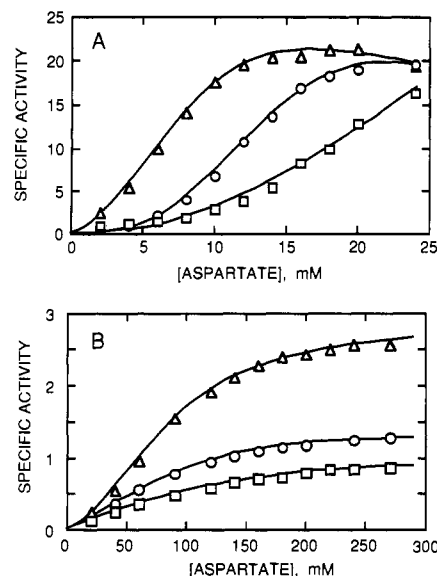 A
SPECIFIC ACTIVITY
25
20
15
10
5
0
0 5 10 15 20 25
[ASPARTATE], mM
B
SPECIFIC ACTIVITY
3
2
1
0
0 50 100 150 200 250 300
[ASPARTATE], mM